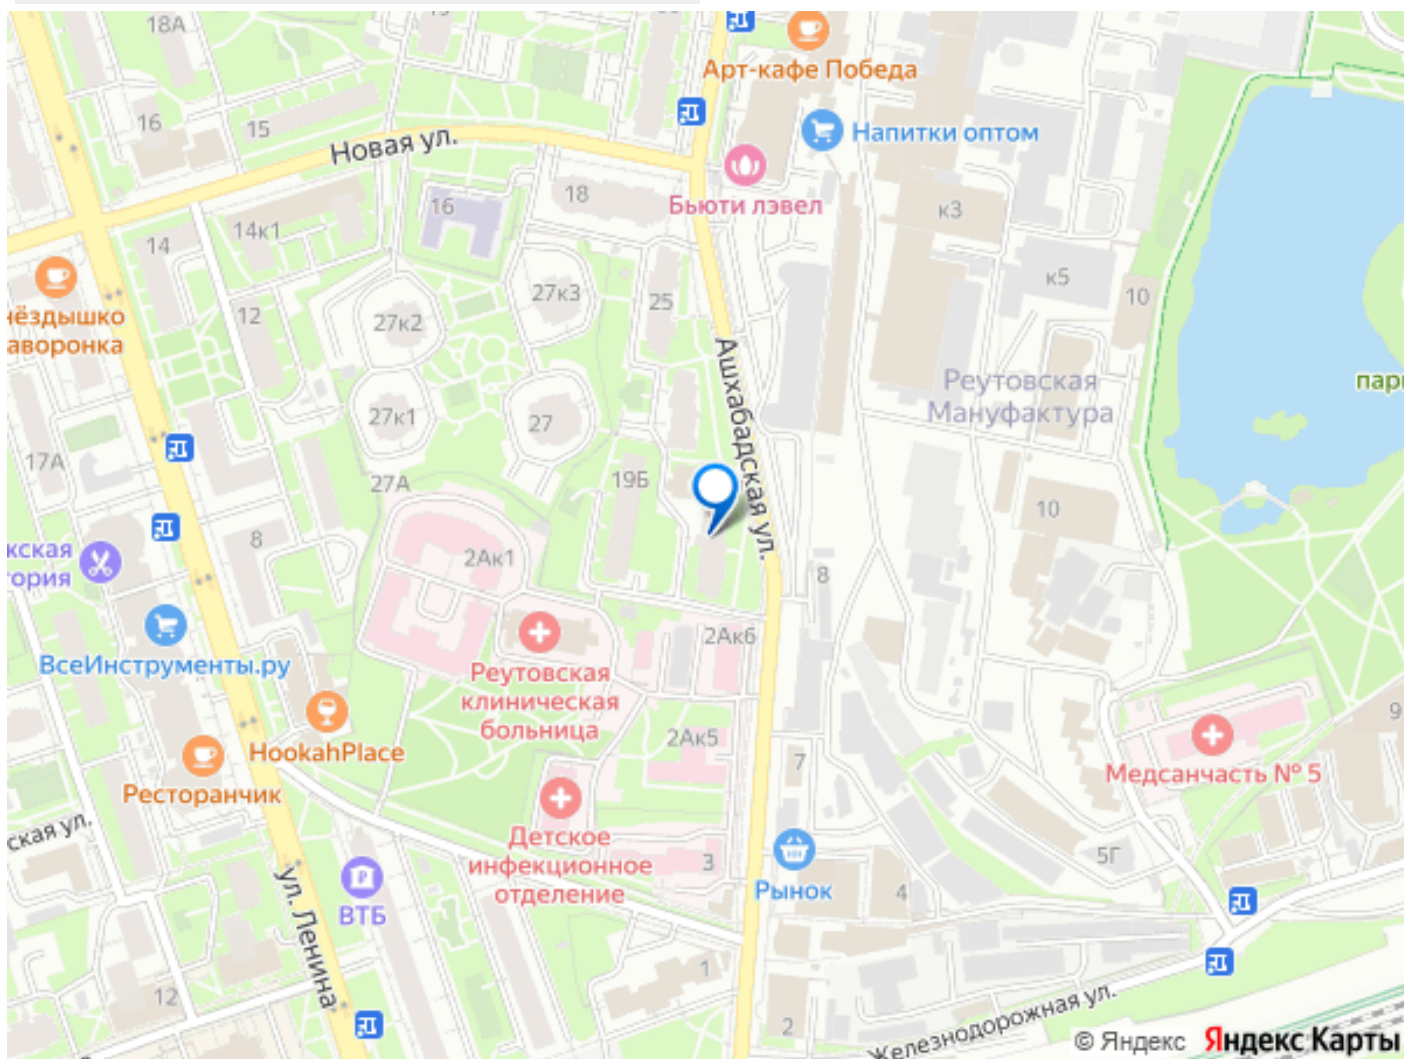 18А
16
15
Новая ул.
Арт-кафе Победа
Напитки оптом
Бьюти лэвел
18
16
14к1
14
к3
к5
10
27к3
25
27к2
12
нёздышко
аворонка
Ашхабадская ул.
Реутовская
Мануфактура
пар
27к1
27
17А
27А
19Б
10
8
2Ак1
кская
ория
8
ВсеИнструменты.ру
2Ак6
Реутовская
клиническая
больница
9
HookahPlace
2Ак5
7
Медсанчасть № 5
Ресторанчик
ская ул.
Детское
инфекционное
отделение
3
5Г
Рынок
4
ул. Ленина
ВТБ
1
12
2
Железнодорожная ул.
© Яндекс Яндекс Карты